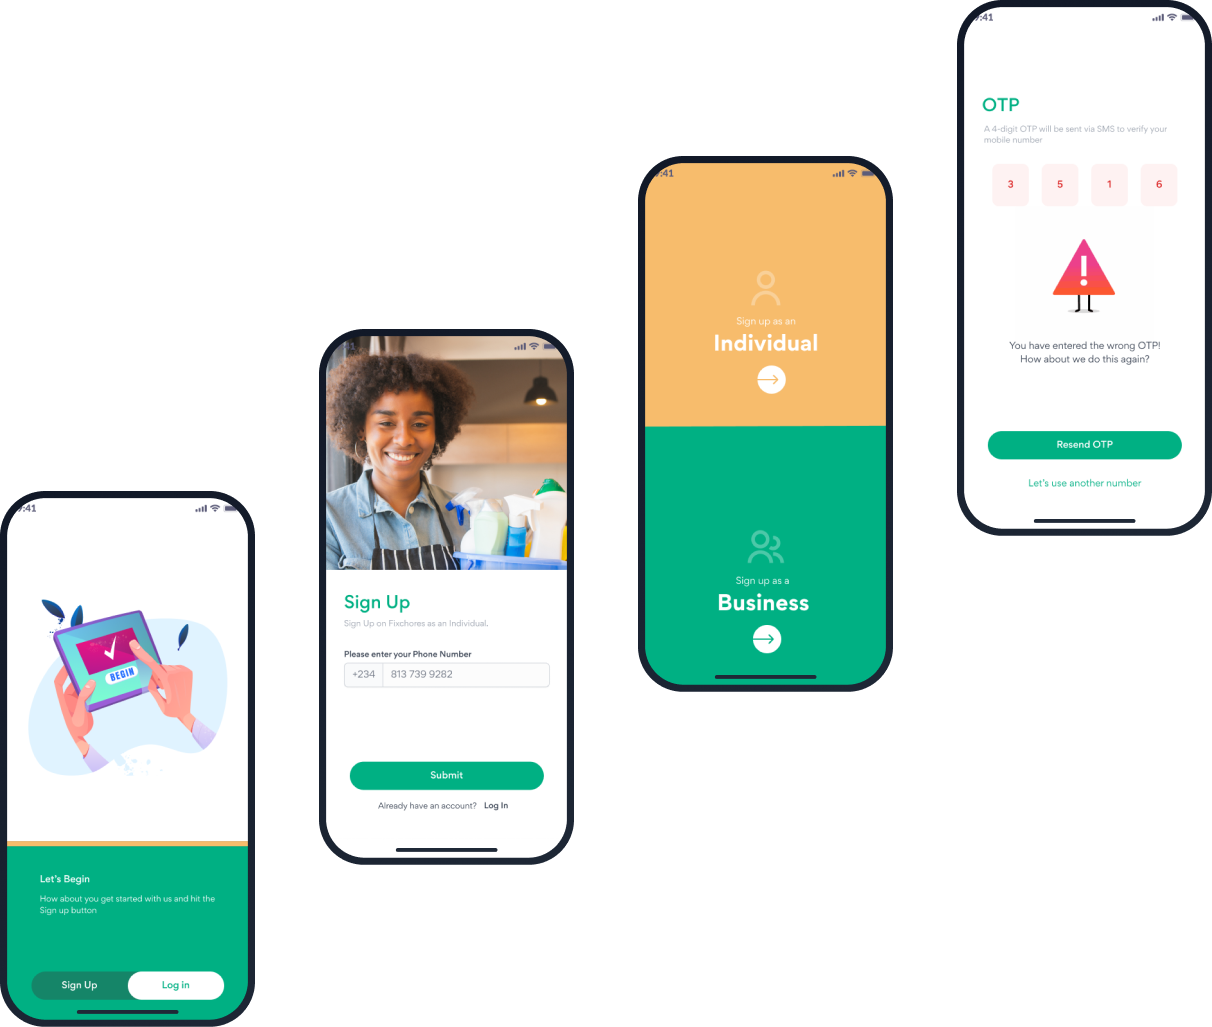 9:41
BEGIN
Let's Begin
How about you get started with us and hit the
Sign up button
Sign Up
Log in
Sign Up
Sign Up on Fixchores as an Individual.
Please enter your Phone Number
+234
813 739 9282
Submit
Already have an account? Log In
:41
Sign up as an
Individual
Sign up as a
Business
9:41
OTP
A 4-digit OTP will be sent via SMS to verify your
mobile number
3 5 1 6
You have entered the wrong OTP!
How about we do this again?
Resend OTP
Let's use another number